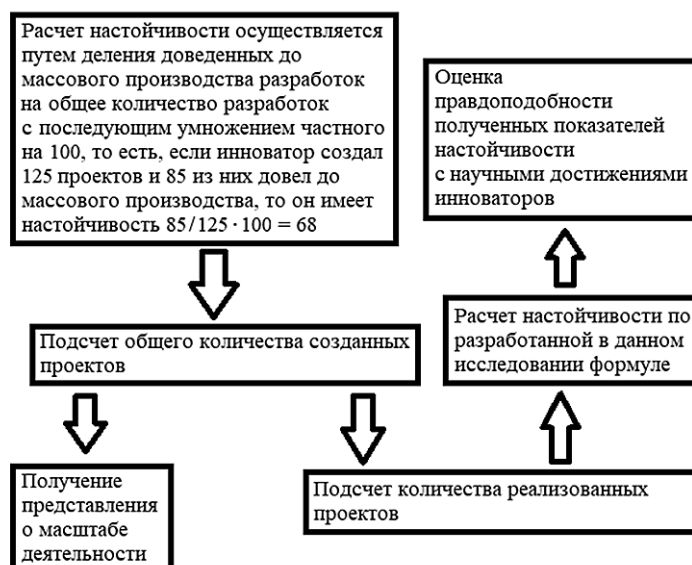 Расчет настойчивости осуществляется
путем деления доведенных до
массового производства разработок
на общее количество разработок
с последующим умножением частного
на 100, то есть, если инноватор создал
125 проектов и 85 из них довел до
массового производства, то он имеет
настойчивость 85/125·100 = 68
Подсчет общего количества созданных
проектов
Получение
представления
о масштабе
деятельности
Подсчет количества реализованных
проектов
Расчет настойчивости по
разработанной в данном
исследовании формуле
Оценка
правдоподобности
полученных показателей
настойчивости
с научными достижениями
инноваторов